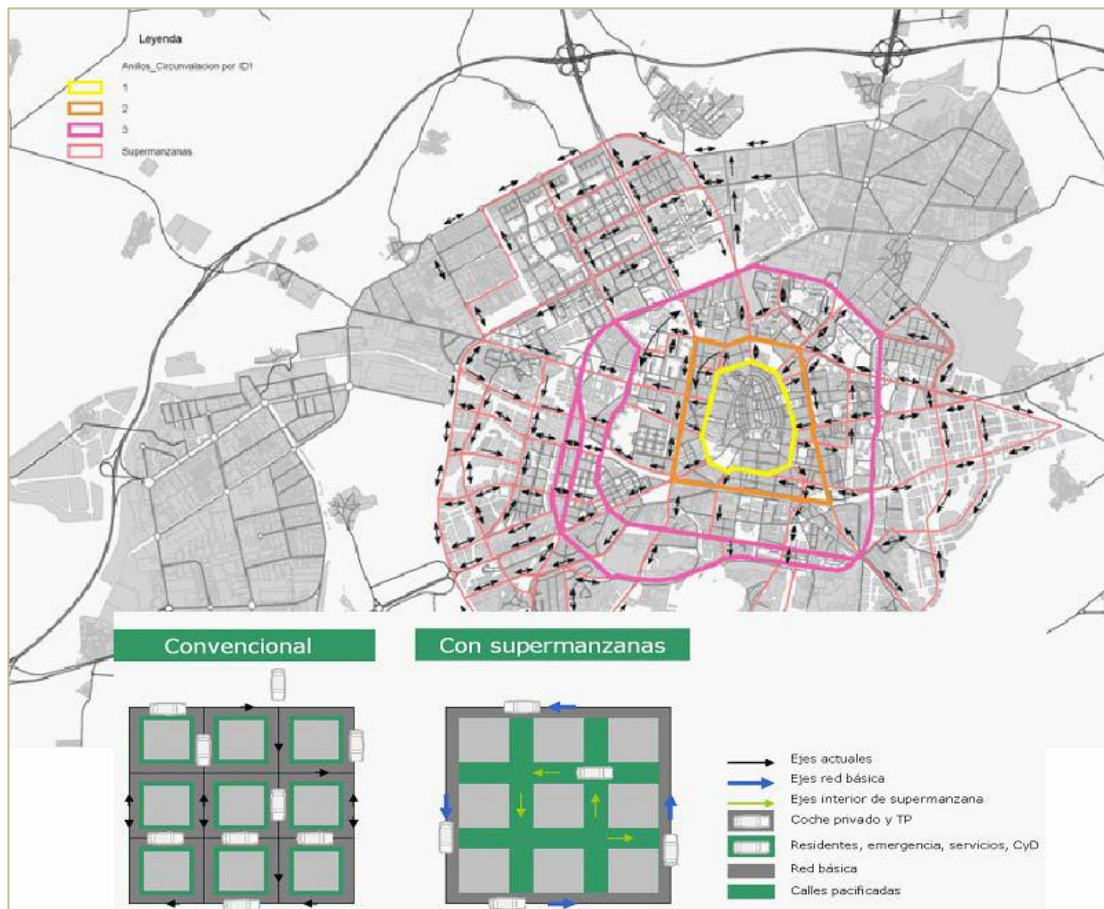 Leyenda
Anillos_Circunvalacion por ID1
1
2
3
Supermanzanas
Convencional
Con supermanzanas
Ejes actuales
Ejes red básica
Ejes interior de supermanzana
Coche privado y TP
Residentes, emergencia, servicios, CyD
Red básica
Calles pacificadas